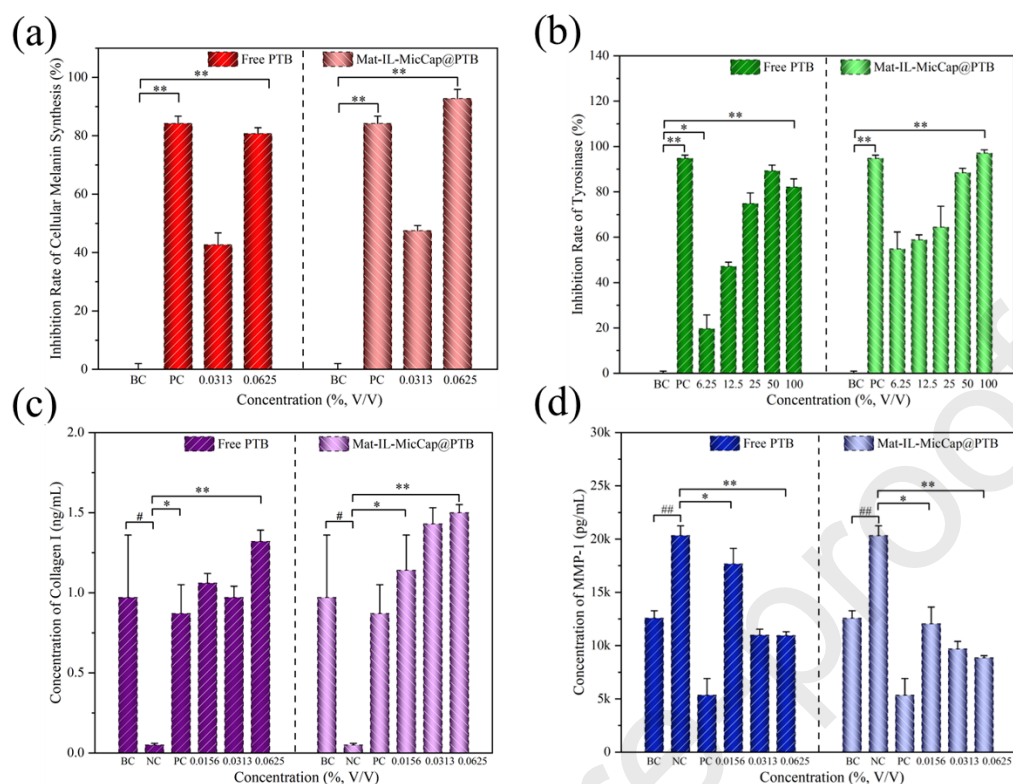 (a)
Inhibition Rate of Cellular Melanin Synthesis (%)
100
80
60
40
20
0
Free PTB
Mat-IL-MicCap@PTB
**
**
**
**
BC PC 0.0313 0.0625 BC PC 0.0313 0.0625
Concentration (%, V/V)
(b)
Inhibition Rate of Tyrosinase (%)
140
120
100
80
60
40
20
0
Free PTB
Mat-IL-MicCap@PTB
**
*
**
**
**
BC PC 6.25 12.5 25 50 100 BC PC 6.25 12.5 25 50 100
Concentration (%, V/V)
(c)
Concentration of Collagen I (ng/mL)
2.0
1.5
1.0
0.5
0.0
Free PTB
Mat-IL-MicCap@PTB
**
*
#
**
*
#
BC NC PC 0.0156 0.0313 0.0625 BC NC PC 0.0156 0.0313 0.0625
Concentration (%, V/V)
(d)
Concentration of MMP-1 (pg/mL)
30k
25k
20k
15k
10k
5k
0
Free PTB
Mat-IL-MicCap@PTB
**
*
##
**
*
##
BC NC PC 0.0156 0.0313 0.0625 BC NC PC 0.0156 0.0313 0.0625
Concentration (%, V/V)